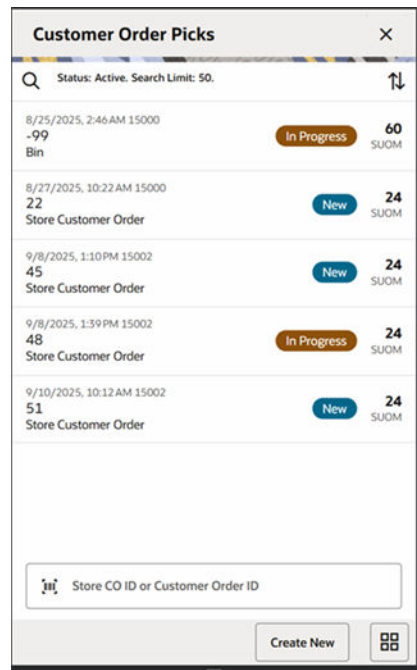 Customer Order Picks
Status: Active. Search Limit: 50.
8/25/2025, 2:46 AM 15000
-99
Bin
In Progress
60
SUOM
8/27/2025, 10:22 AM 15000
22
Store Customer Order
New
24
SUOM
9/8/2025, 1:10 PM 15002
45
Store Customer Order
New
24
SUOM
9/8/2025, 1:39 PM 15002
48
Store Customer Order
In Progress
24
SUOM
9/10/2025, 10:12 AM 15002
51
Store Customer Order
New
24
SUOM
Store CO ID or Customer Order ID
Create New